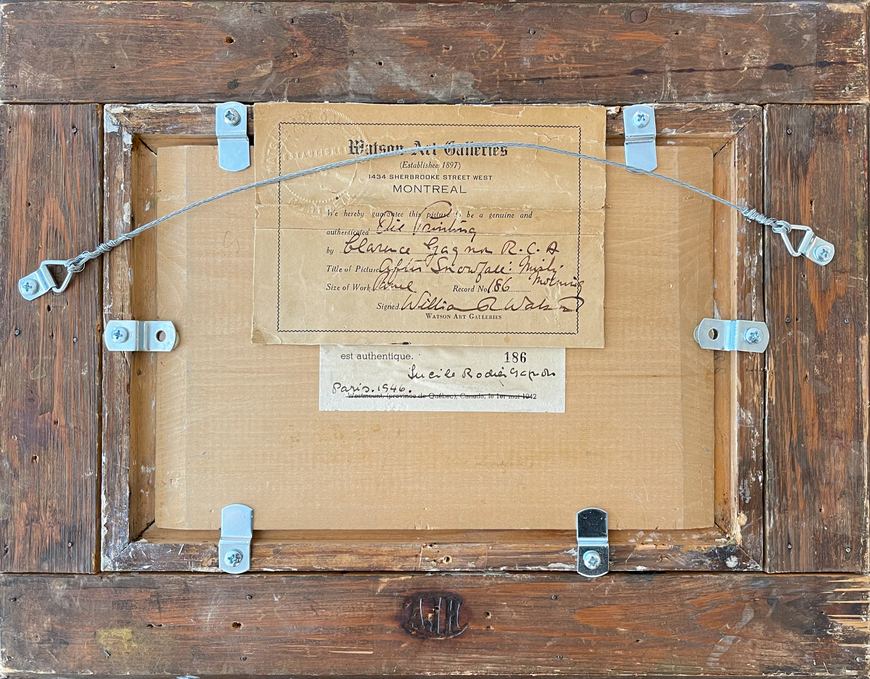 Watson Art Galleries
(Established 1897)
1434 SHERBROOKE STREET WEST
MONTREAL
We hereby guarantee this picture to be a genuine and
authenticated Oil Painting
by Clarence Gagnon R.C.A
Title of Picture After Snowfall: Misty Morning
Size of Work Panel Record No 186
Signed William R Watson
WATSON ART GALLERIES
est authentique. 186
Lucile Rodier Gagnon
Paris. 1946.
Westmount, (province de Québec), Canada, le 1er mai 1942